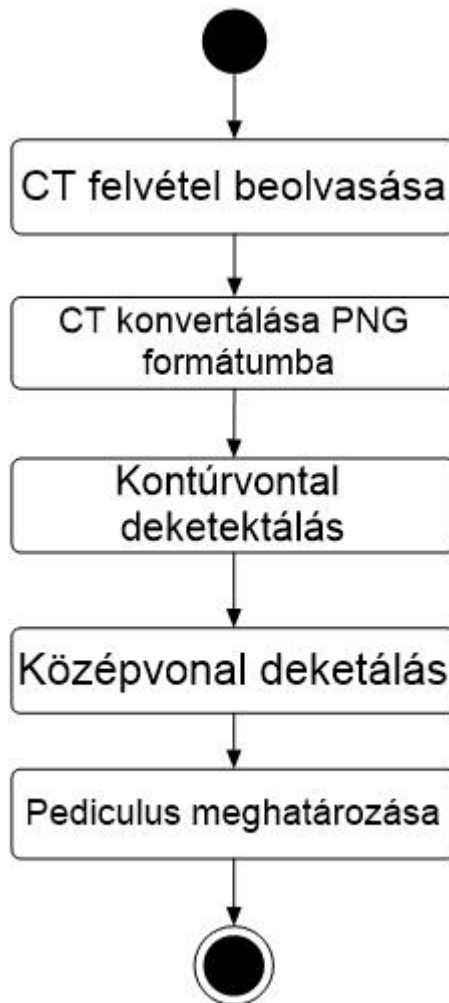 CT felvétel beolvasása
CT konvertálása PNG
formátumba
Kontúrvontal
deketektálás
Középvonal deketálás
Pediculus meghatározása